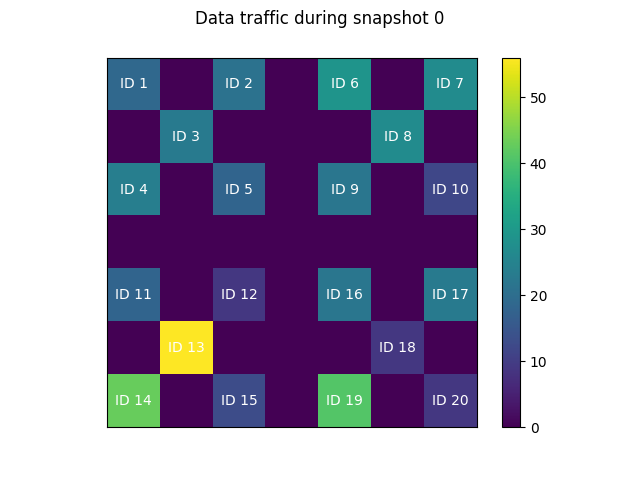 Data traffic during snapshot 0
ID 1 ID 2 ID 6 ID 7
ID 3 ID 8
ID 4 ID 5 ID 9 ID 10
ID 11 ID 12 ID 16 ID 17
ID 13 ID 18
ID 14 ID 15 ID 19 ID 20
50
40
30
20
10
0